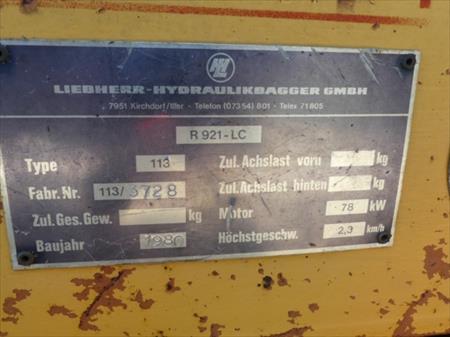 LIEBHERR-HYDRAULIKBAGGER GMBH
7951 Kirchdorf/Iller - Telefon (07354) 801 - Telex 71805
R 921-LC
Type 113 Zul. Achslast vorn kg
Fabr. Nr. 113/ 3728 Zul. Achslast hinten kg
Zul. Ges. Gew. kg Motor 78 kW
Baujahr 1980 Höchstgeschw. 2,3 km/h